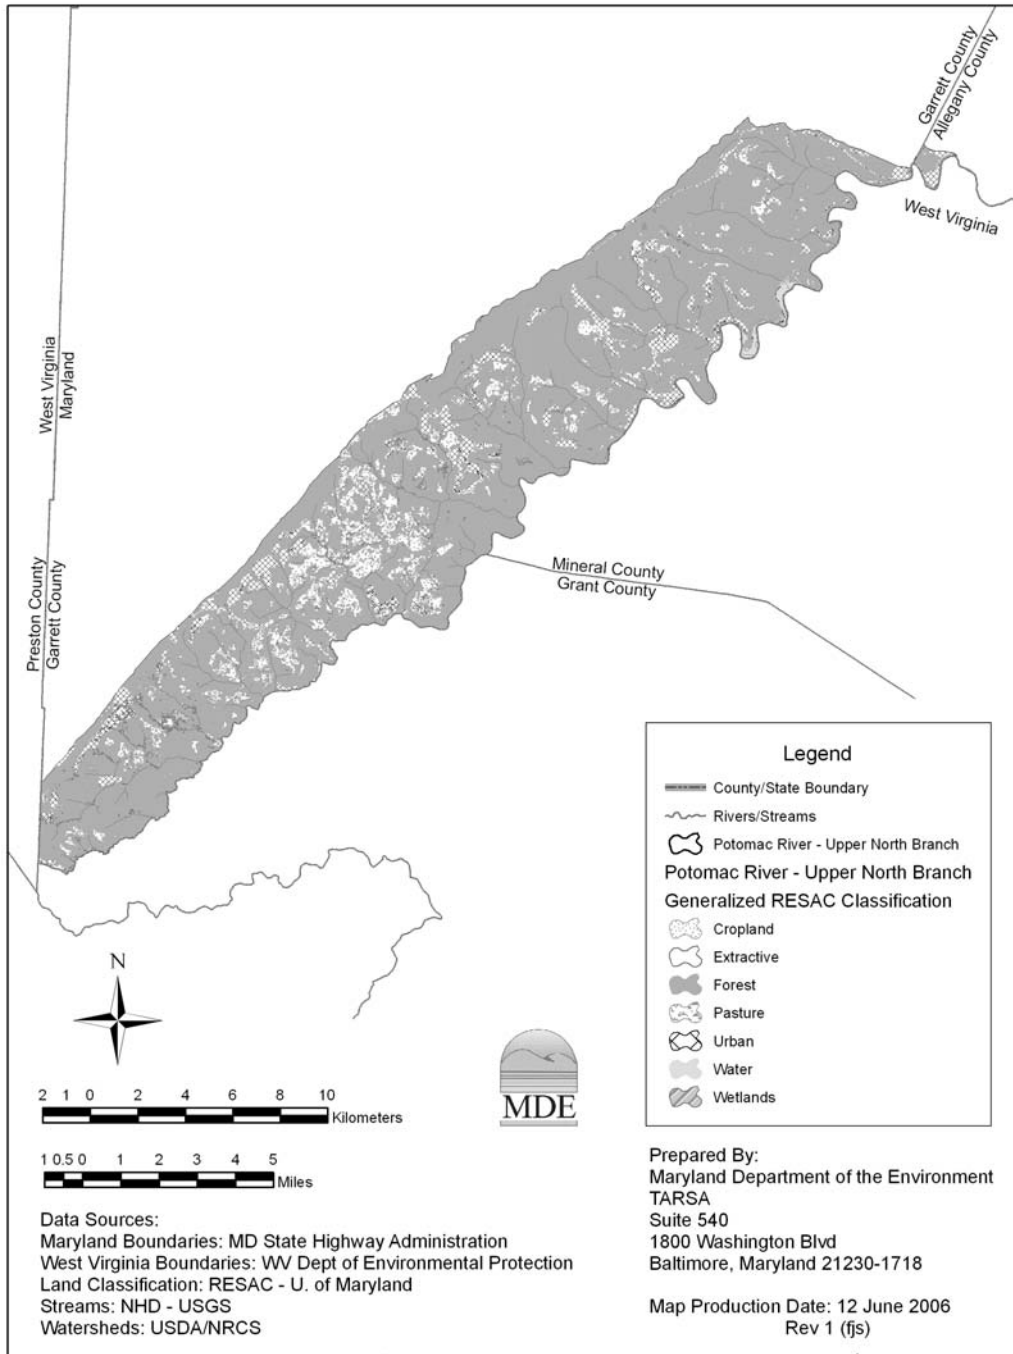 Garrett County
Allegany County
West Virginia
West Virginia
Maryland
Mineral County
Grant County
Preston County
Garrett County
Legend
County/State Boundary
Rivers/Streams
Potomac River - Upper North Branch
Potomac River - Upper North Branch
Generalized RESAC Classification
Cropland
Extractive
Forest
Pasture
Urban
Water
Wetlands
N
MDE
2 1 0 2 4 6 8 10
Kilometers
1 0.5 0 1 2 3 4 5
Miles
Data Sources:
Maryland Boundaries: MD State Highway Administration
West Virginia Boundaries: WV Dept of Environmental Protection
Land Classification: RESAC - U. of Maryland
Streams: NHD - USGS
Watersheds: USDA/NRCS
Prepared By:
Maryland Department of the Environment
TARSA
Suite 540
1800 Washington Blvd
Baltimore, Maryland 21230-1718
Map Production Date: 12 June 2006
Rev 1 (fjs)